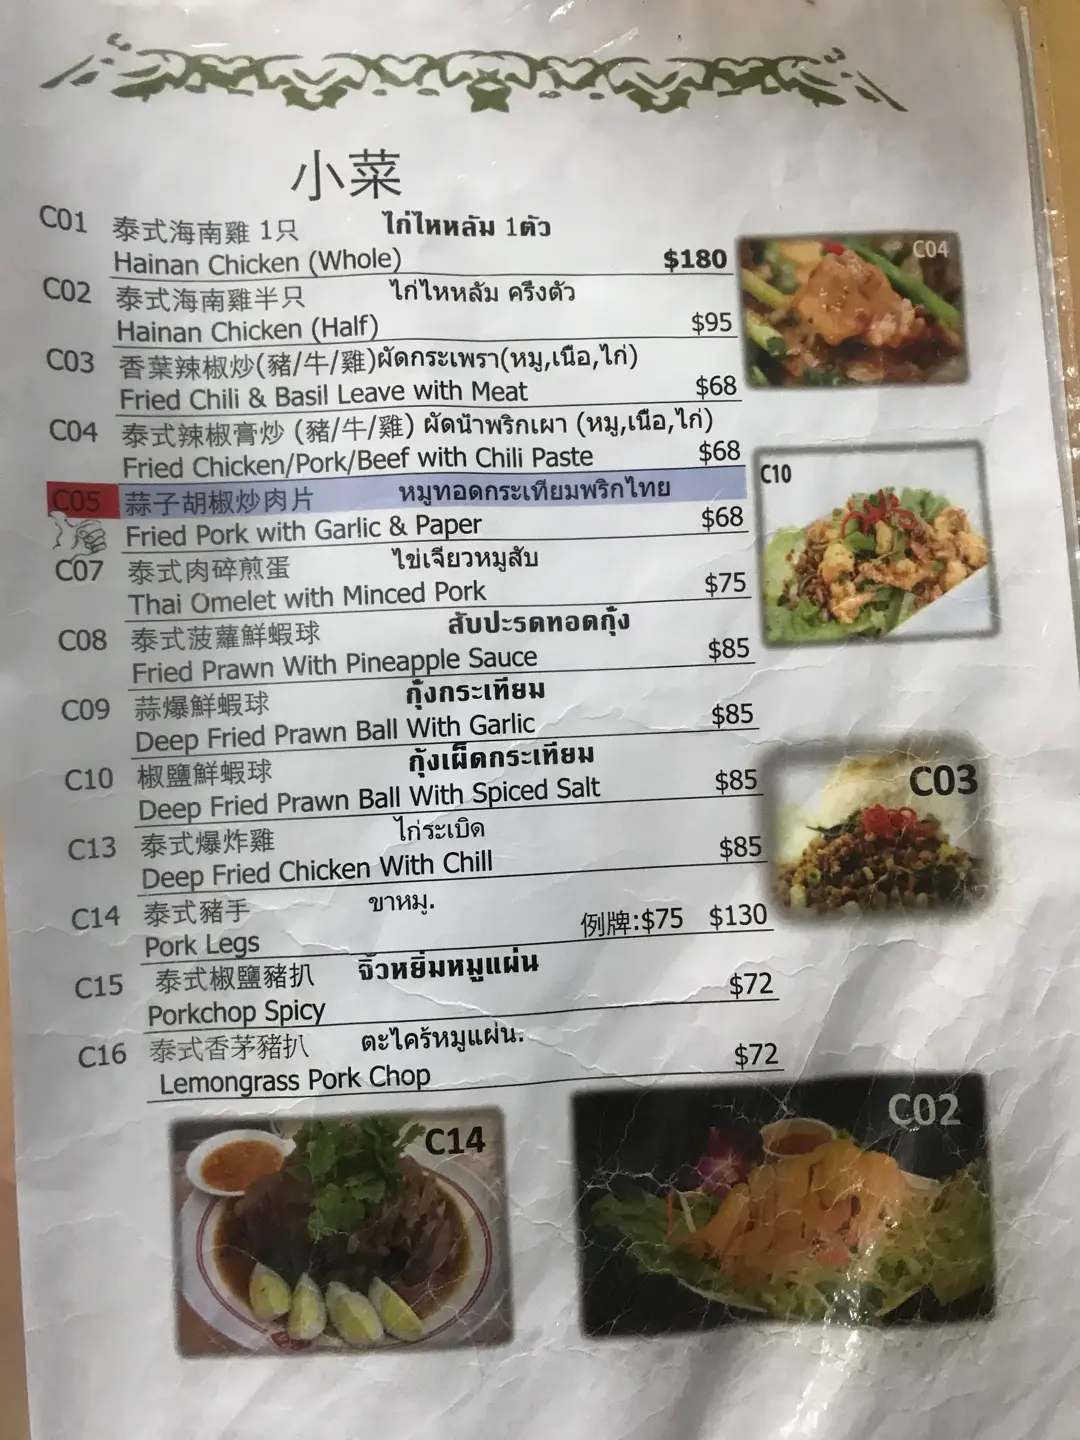 小菜
C01 泰式海南雞 1只 ไก่ไหหลัม 1ตัว
Hainan Chicken (Whole) $180
C02 泰式海南雞半只 ไก่ไหหลัม ครึ่งตัว
Hainan Chicken (Half) $95
C03 香葉辣椒炒(豬/牛/雞)ผัดกระเพรา(หมู,เนื้อ,ไก่)
Fried Chili & Basil Leave with Meat $68
C04 泰式辣椒膏炒 (豬/牛/雞) ผัดน้ำพริกเผา (หมู,เนื้อ,ไก่)
Fried Chicken/Pork/Beef with Chili Paste $68
C05 蒜子胡椒炒肉片 หมูทอดกระเทียมพริกไทย
Fried Pork with Garlic & Paper $68
C07 泰式肉碎煎蛋 ไข่เจียวหมูสับ
Thai Omelet with Minced Pork $75
C08 泰式菠蘿鮮蝦球 สับปะรดทอดกุ้ง
Fried Prawn With Pineapple Sauce $85
C09 蒜爆鮮蝦球 กุ้งกระเทียม
Deep Fried Prawn Ball With Garlic $85
C10 椒鹽鮮蝦球 กุ้งเผ็ดกระเทียม
Deep Fried Prawn Ball With Spiced Salt $85
C13 泰式爆炸雞 ไก่ระเบิด
Deep Fried Chicken With Chill $85
C14 泰式豬手 ขาหมู.
Pork Legs 例牌:$75 $130
C15 泰式椒鹽豬扒 จิ้วหยิ่มหมูแผ่น
Porkchop Spicy $72
C16 泰式香茅豬扒 ตะไคร้หมูแผ่น.
Lemongrass Pork Chop $72
C04
C10
C03
C14
C02